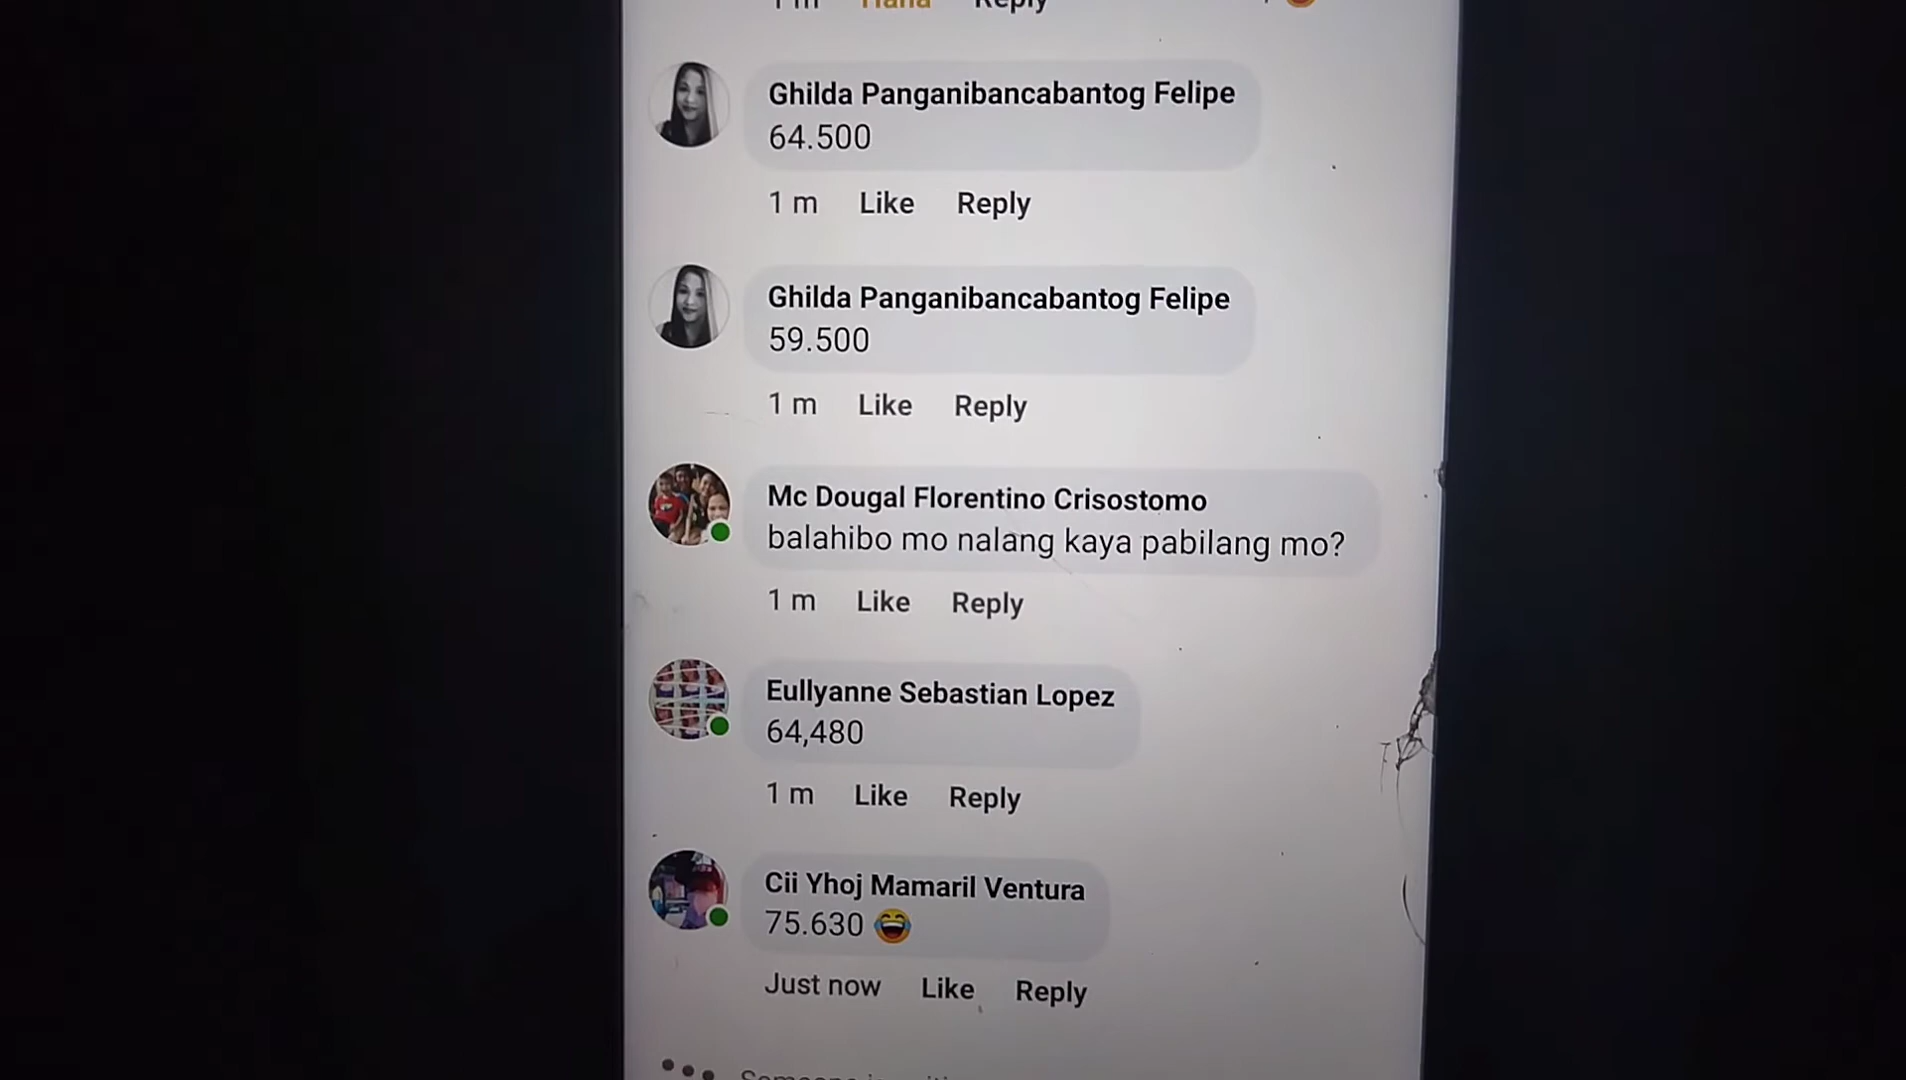 1 m Haha Reply
Ghilda Panganibancabantog Felipe
64.500
1 m Like Reply
Ghilda Panganibancabantog Felipe
59.500
1 m Like Reply
Mc Dougal Florentino Crisostomo
balahibo mo nalang kaya pabilang mo?
1 m Like Reply
Eullyanne Sebastian Lopez
64,480
1 m Like Reply
Cii Yhoj Mamaril Ventura
75.630 😂
Just now Like Reply